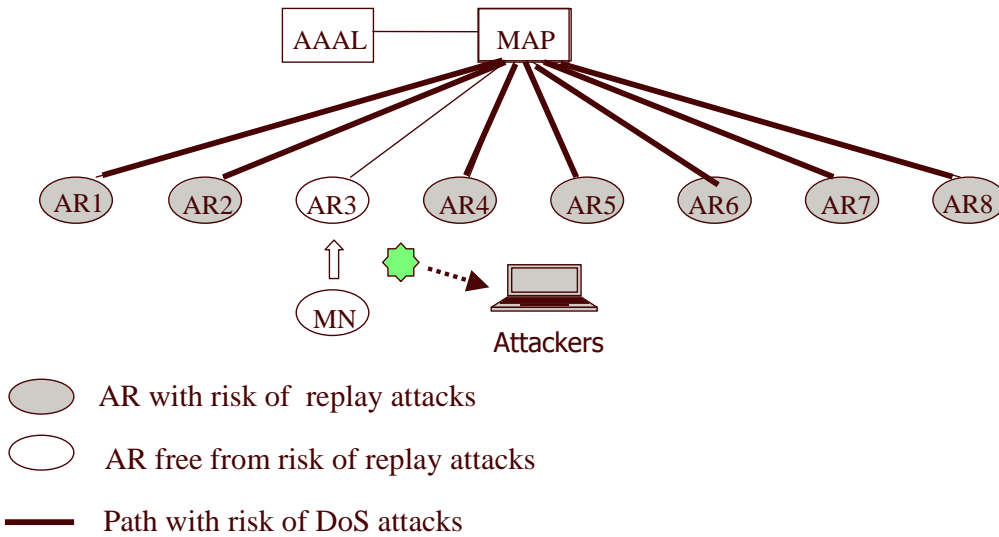 AAAL MAP
AR1 AR2 AR3 AR4 AR5 AR6 AR7 AR8
MN
Attackers
AR with risk of replay attacks
AR free from risk of replay attacks
Path with risk of DoS attacks